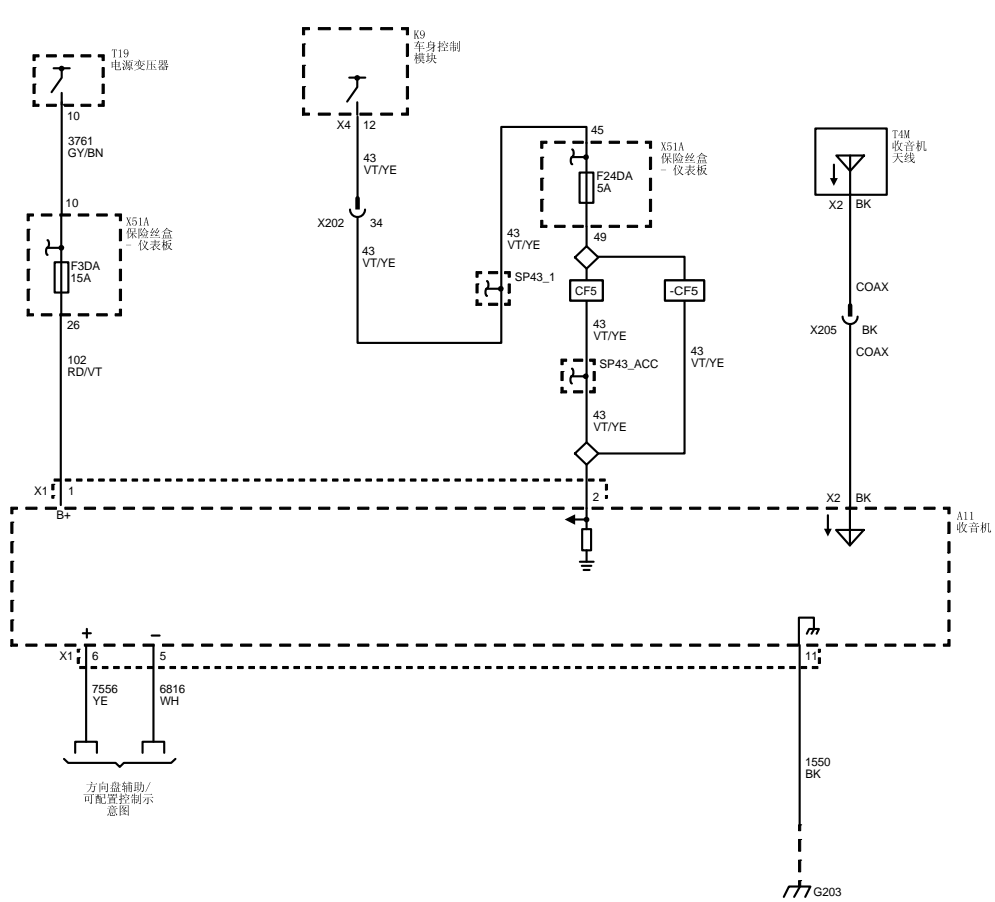 T19
电源变压器
10
3761
GY/BN
10
X51A
保险丝盒
- 仪表板
F3DA
15A
26
102
RD/VT
K9
车身控制
模块
X4 12
43
VT/YE
X202 34
43
VT/YE
SP43_1
43
VT/YE
45
X51A
保险丝盒
- 仪表板
F24DA
5A
49
CF5
-CF5
43
VT/YE
43
VT/YE
SP43_ACC
43
VT/YE
T4M
收音机
天线
X2 BK
COAX
X205 BK
COAX
X1 1
2
X2 BK
B+
A11
收音机
+
−
X1 6
5
11
7556
YE
6816
WH
方向盘辅助/
可配置控制示
意图
1550
BK
G203